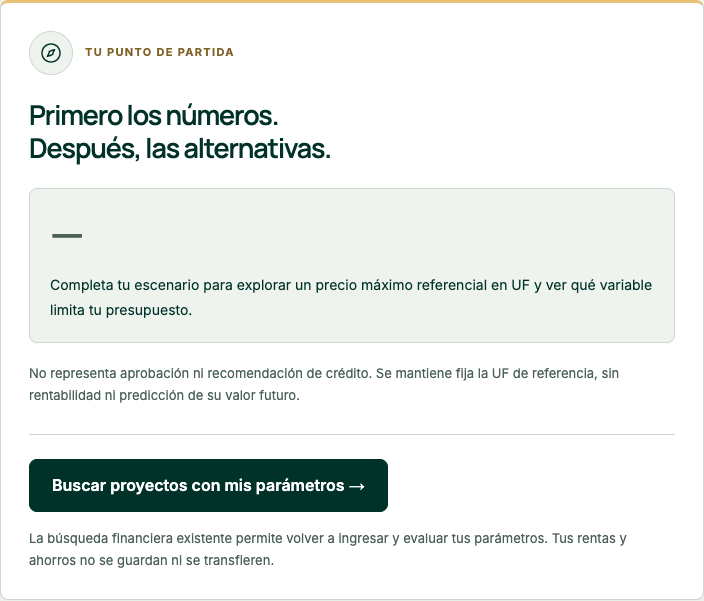 TU PUNTO DE PARTIDA
Primero los números.
Después, las alternativas.
—
Completa tu escenario para explorar un precio máximo referencial en UF y ver qué variable
limita tu presupuesto.
No representa aprobación ni recomendación de crédito. Se mantiene fija la UF de referencia, sin
rentabilidad ni predicción de su valor futuro.
Buscar proyectos con mis parámetros →
La búsqueda financiera existente permite volver a ingresar y evaluar tus parámetros. Tus rentas y
ahorros no se guardan ni se transfieren.